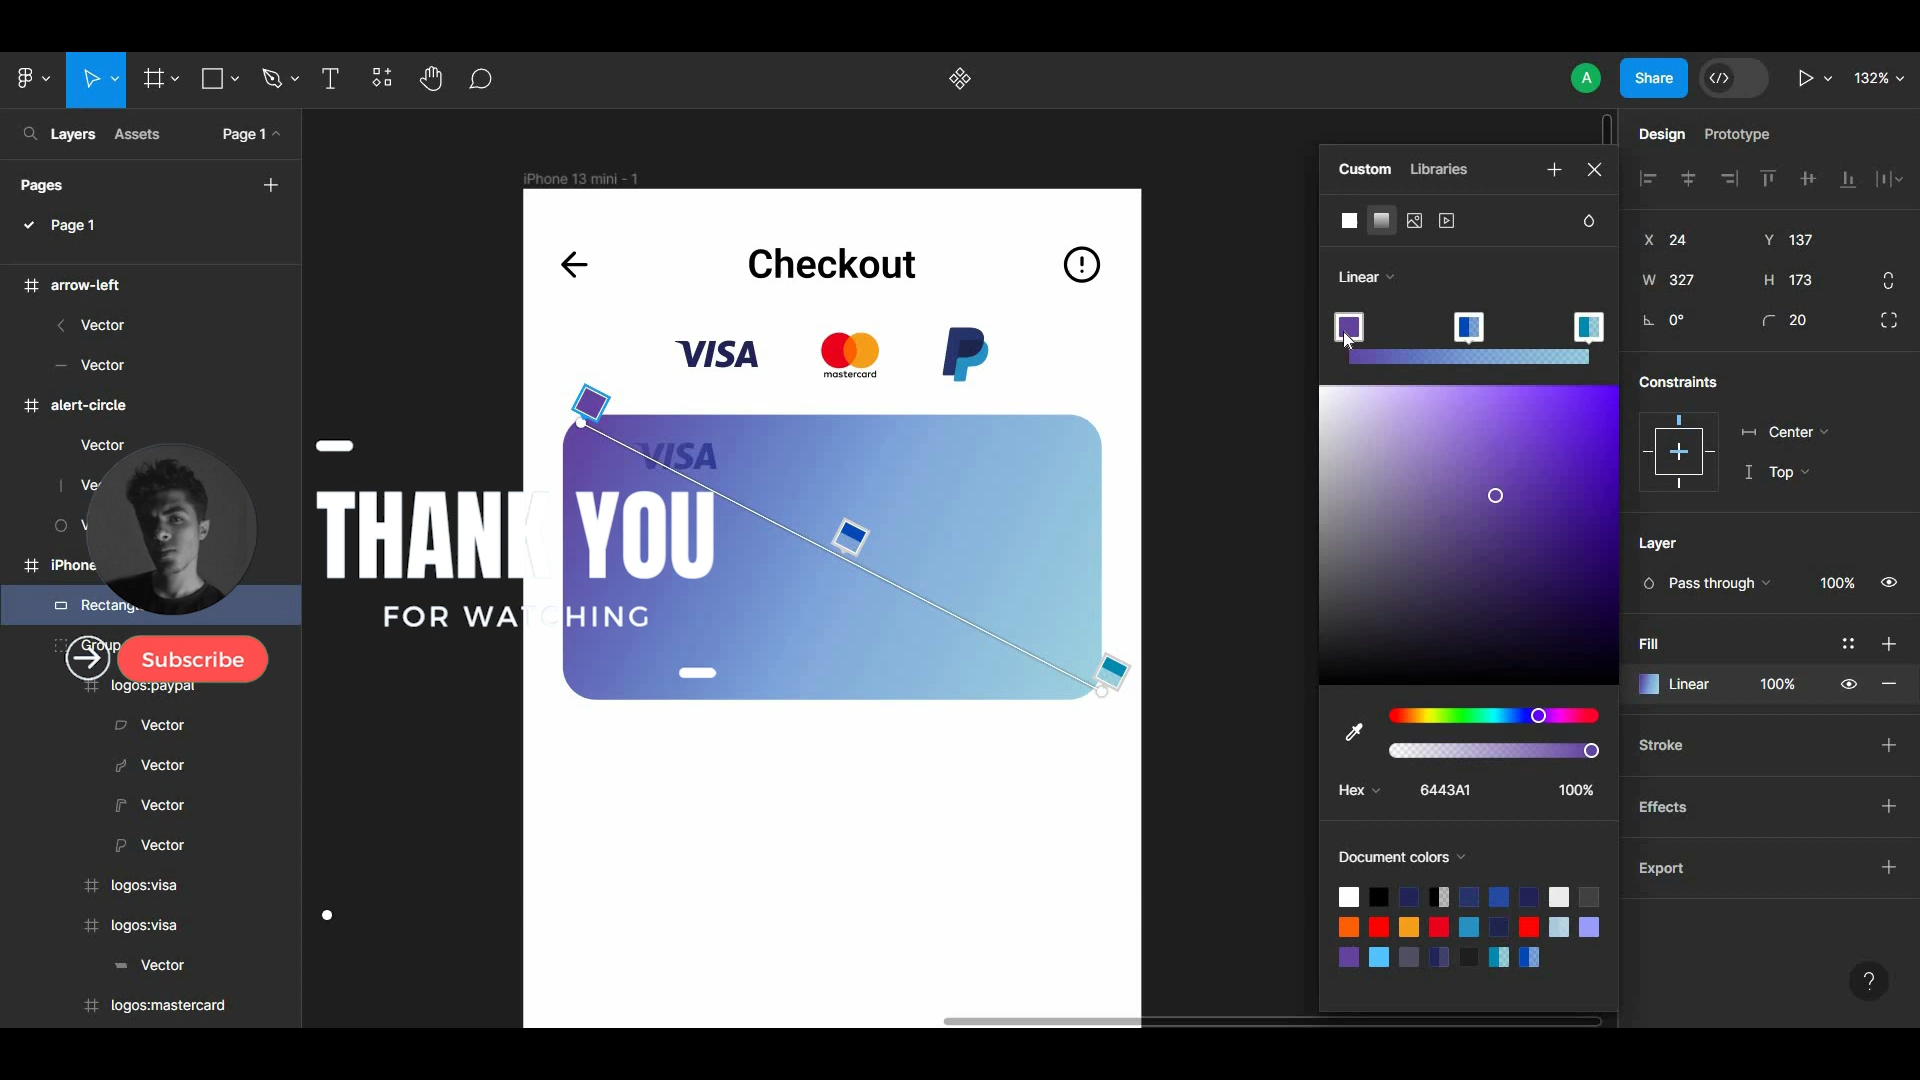 A
Share
132%
Layers
Assets
Page 1
Pages
Page 1
arrow-left
Vector
Vector
alert-circle
Vector
Ve
V
iPhone
Rectang
Group
logos:paypal
Vector
Vector
Vector
Vector
logos:visa
logos:visa
Vector
logos:mastercard
Subscribe
iPhone 13 mini - 1
Checkout
VISA
mastercard
VISA
THANK YOU
FOR WATCHING
Custom
Libraries
Linear
Hex
6443A1
100%
Document colors
Design
Prototype
X 24
Y 137
W 327
H 173
0°
20
Constraints
Center
Top
Layer
Pass through
100%
Fill
Linear
100%
Stroke
Effects
Export
?